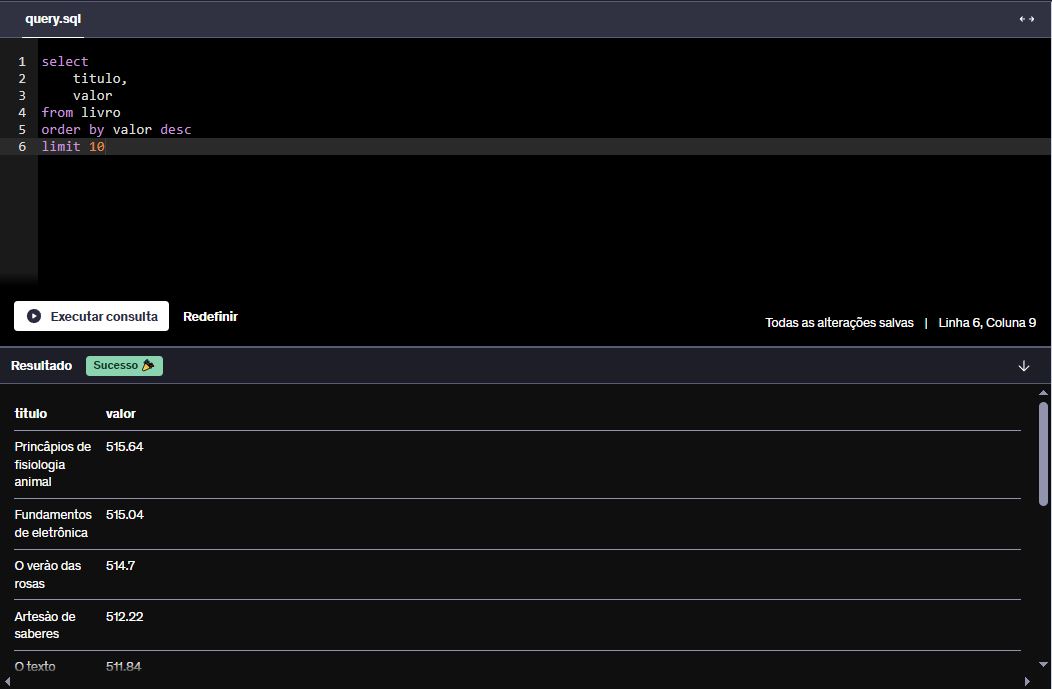 query.sql
1 select
2     titulo,
3     valor
4 from livro
5 order by valor desc
6 limit 10
Executar consulta Redefinir
Todas as alterações salvas | Linha 6, Coluna 9
Resultado Sucesso
titulo valor
Princâpios de 515.64
fisiologia
animal
Fundamentos 515.04
de eletrônica
O verào das 514.7
rosas
Artesào de 512.22
saberes
O texto 511.84